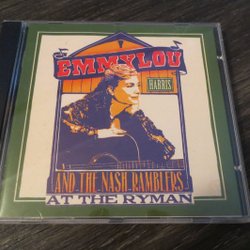 EMMYLOU
HARRIS
AND THE NASH RAMBLERS
AT THE RYMAN